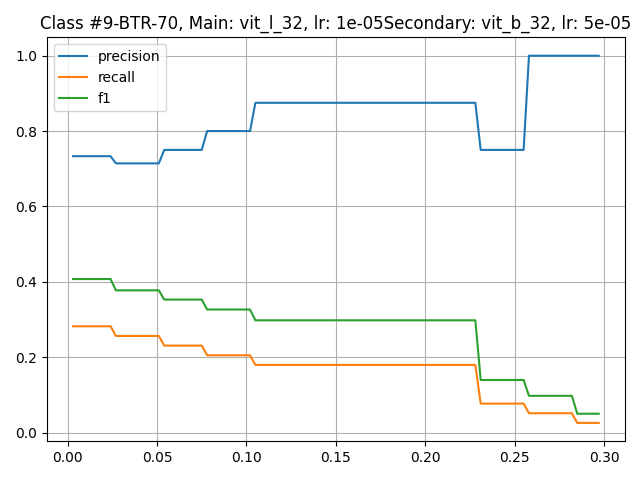 Class #9-BTR-70, Main: vit_l_32, lr: 1e-05Secondary: vit_b_32, lr: 5e-05
precision
recall
f1
1.0
0.8
0.6
0.4
0.2
0.0
0.00 0.05 0.10 0.15 0.20 0.25 0.30